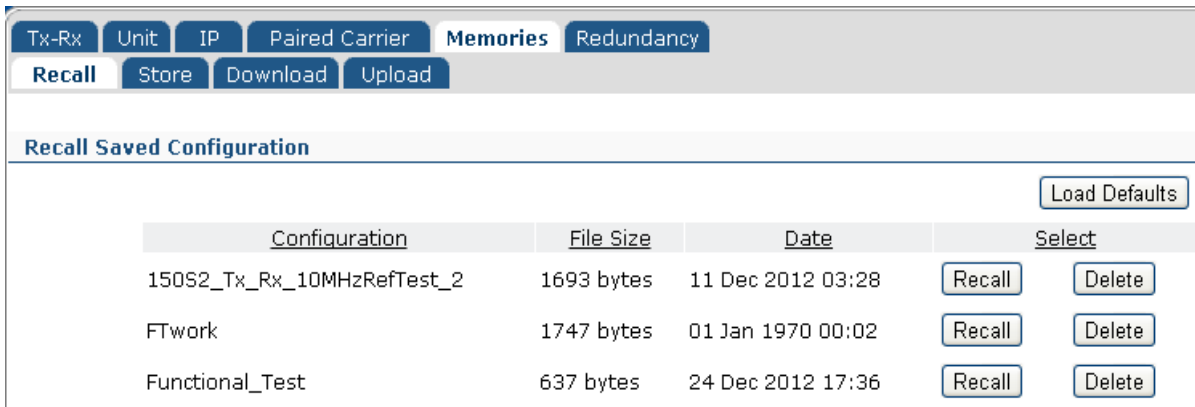 Tx-Rx Unit IP Paired Carrier Memories Redundancy
Recall Store Download Upload
Recall Saved Configuration
Load Defaults
Configuration File Size Date Select
150S2_Tx_Rx_10MHzRefTest_2 1693 bytes 11 Dec 2012 03:28 Recall Delete
FTwork 1747 bytes 01 Jan 1970 00:02 Recall Delete
Functional_Test 637 bytes 24 Dec 2012 17:36 Recall Delete